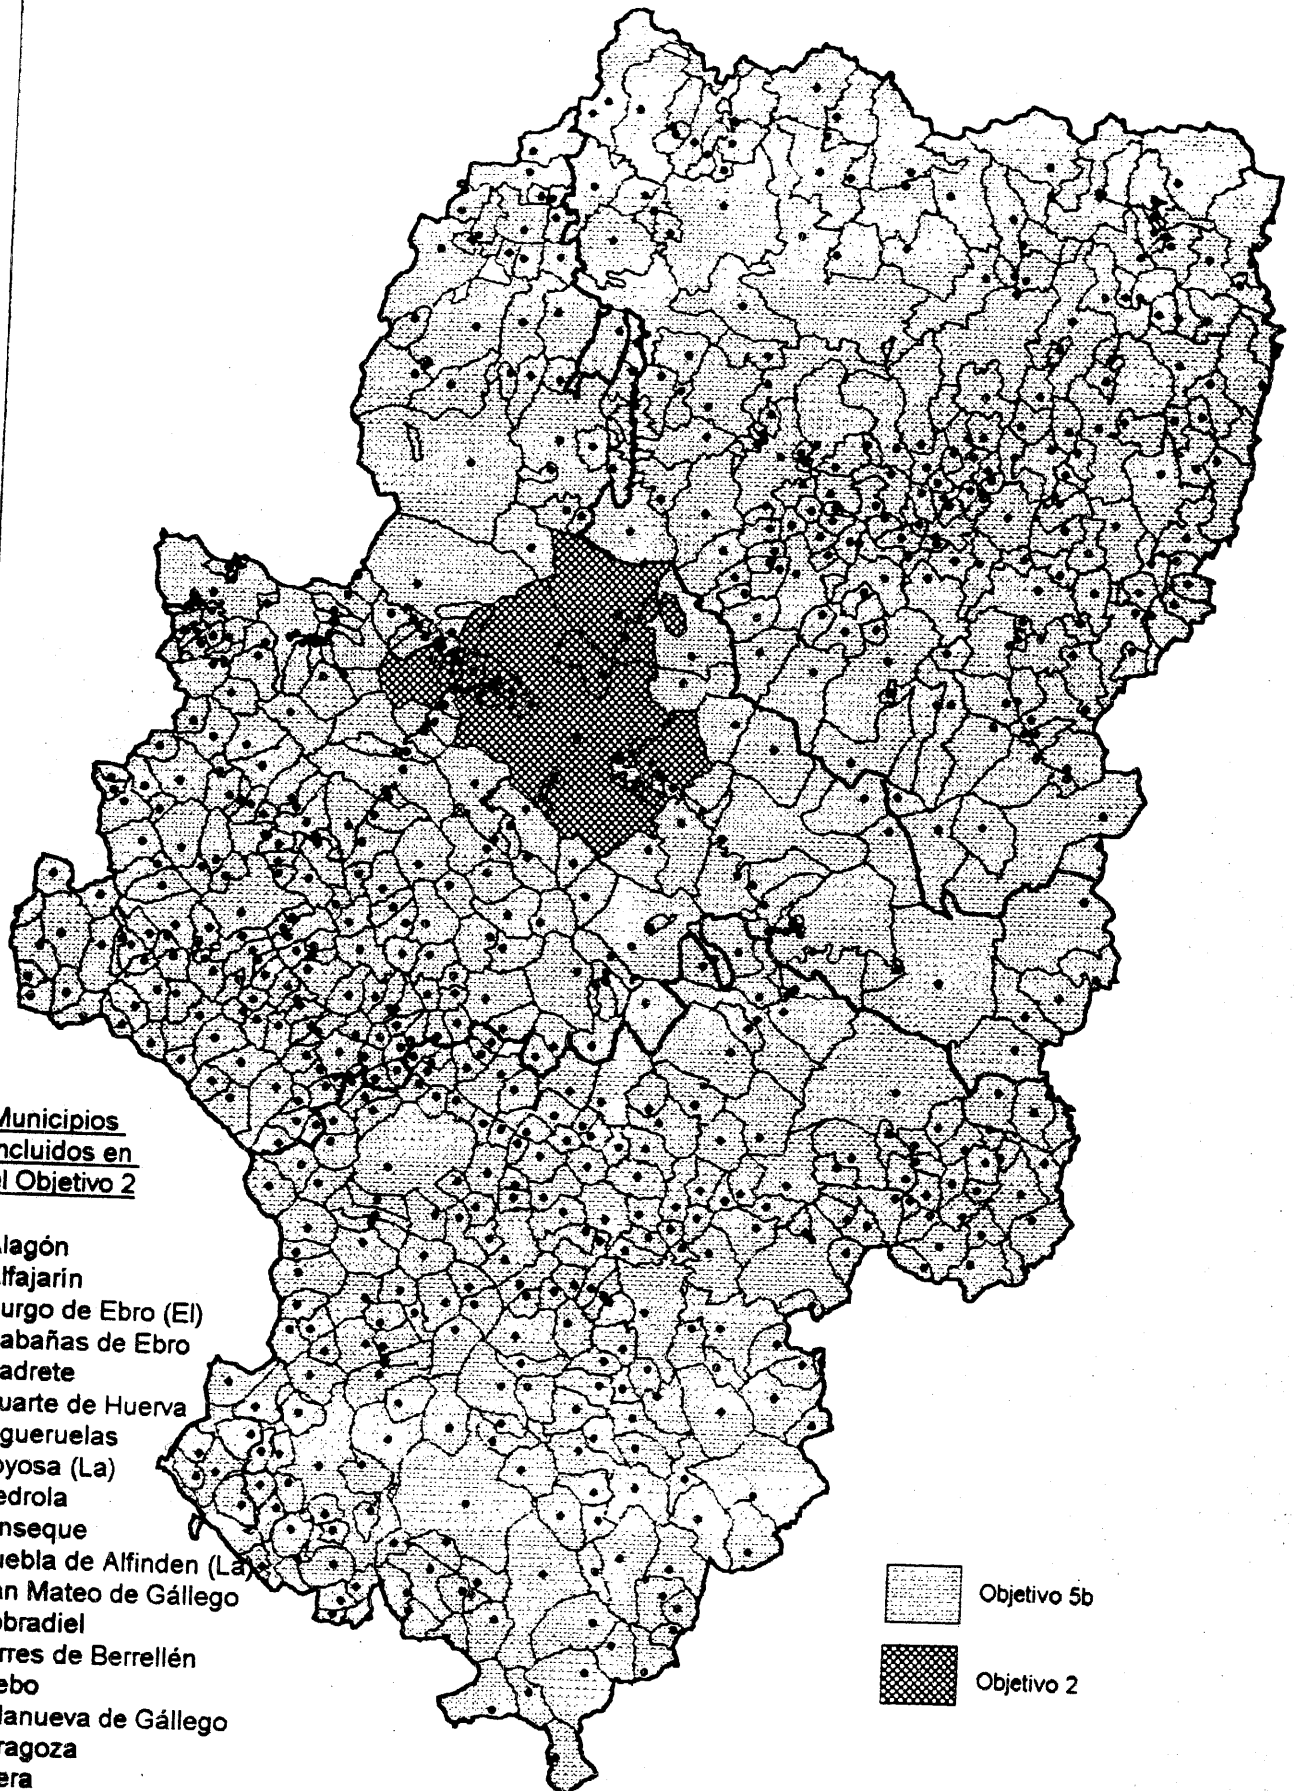 Municipios
ncluidos en
el Objetivo 2
lagón
lfajarín
urgo de Ebro (El)
abañas de Ebro
adrete
uarte de Huerva
gueruelas
oyosa (La)
edrola
nseque
uebla de Alfinden (La)
an Mateo de Gállego
obradiel
rres de Berrellén
ebo
lanueva de Gállego
ragoza
era
Objetivo 5b
Objetivo 2